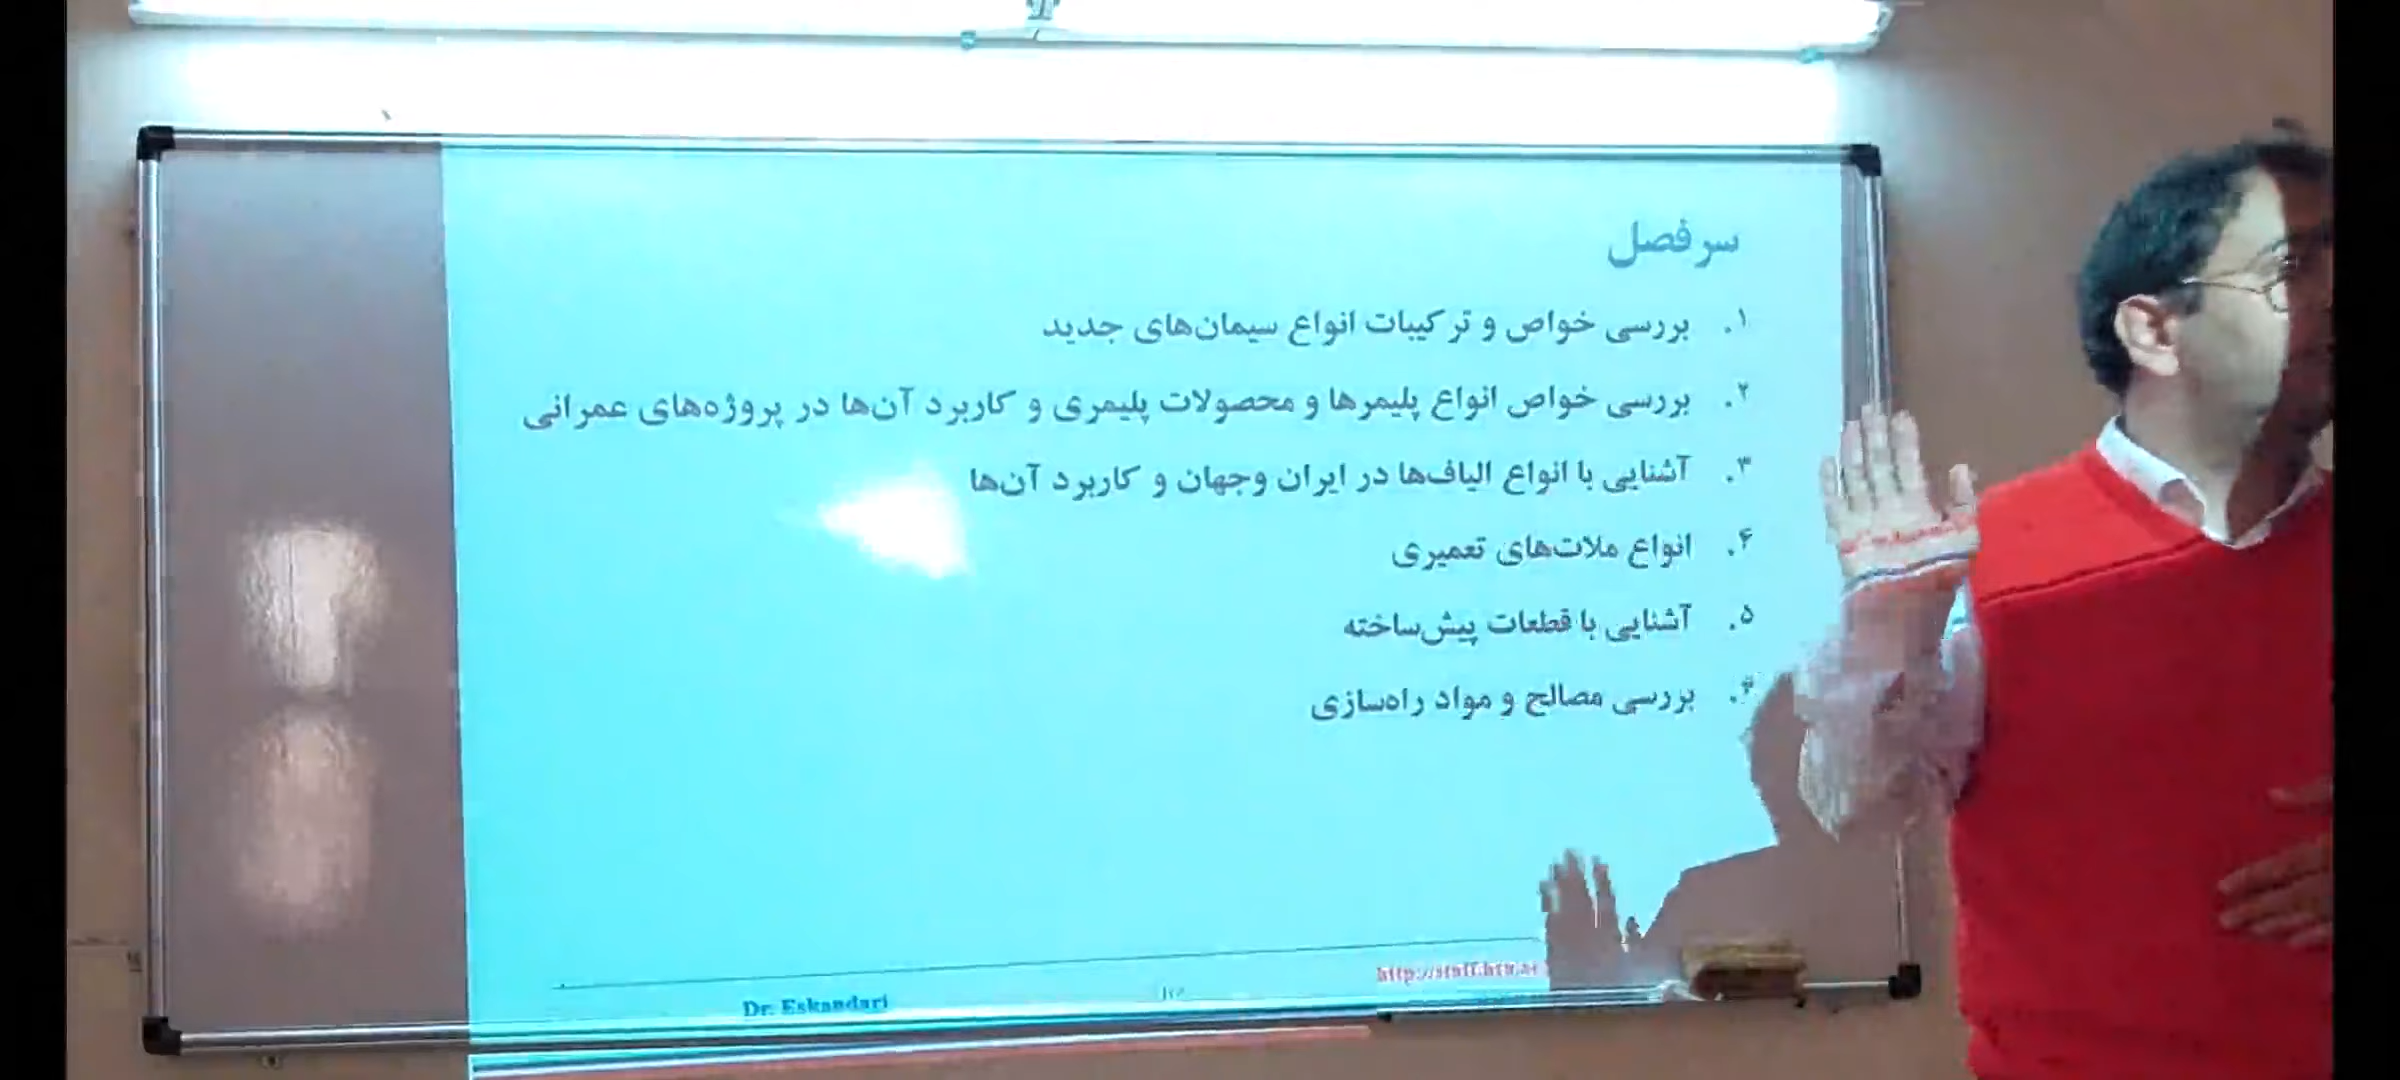 سرفصل
۱. بررسی خواص و ترکیبات انواع سیمان‌های جدید
۲. بررسی خواص انواع پلیمرها و محصولات پلیمری و کاربرد آن‌ها در پروژه‌های عمرانی
۳. آشنایی با انواع الیاف‌ها در ایران وجهان و کاربرد آن‌ها
۴. انواع ملات‌های تعمیری
۵. آشنایی با قطعات پیش‌ساخته
بررسی مصالح و مواد راه‌سازی
Dr. Eskandari